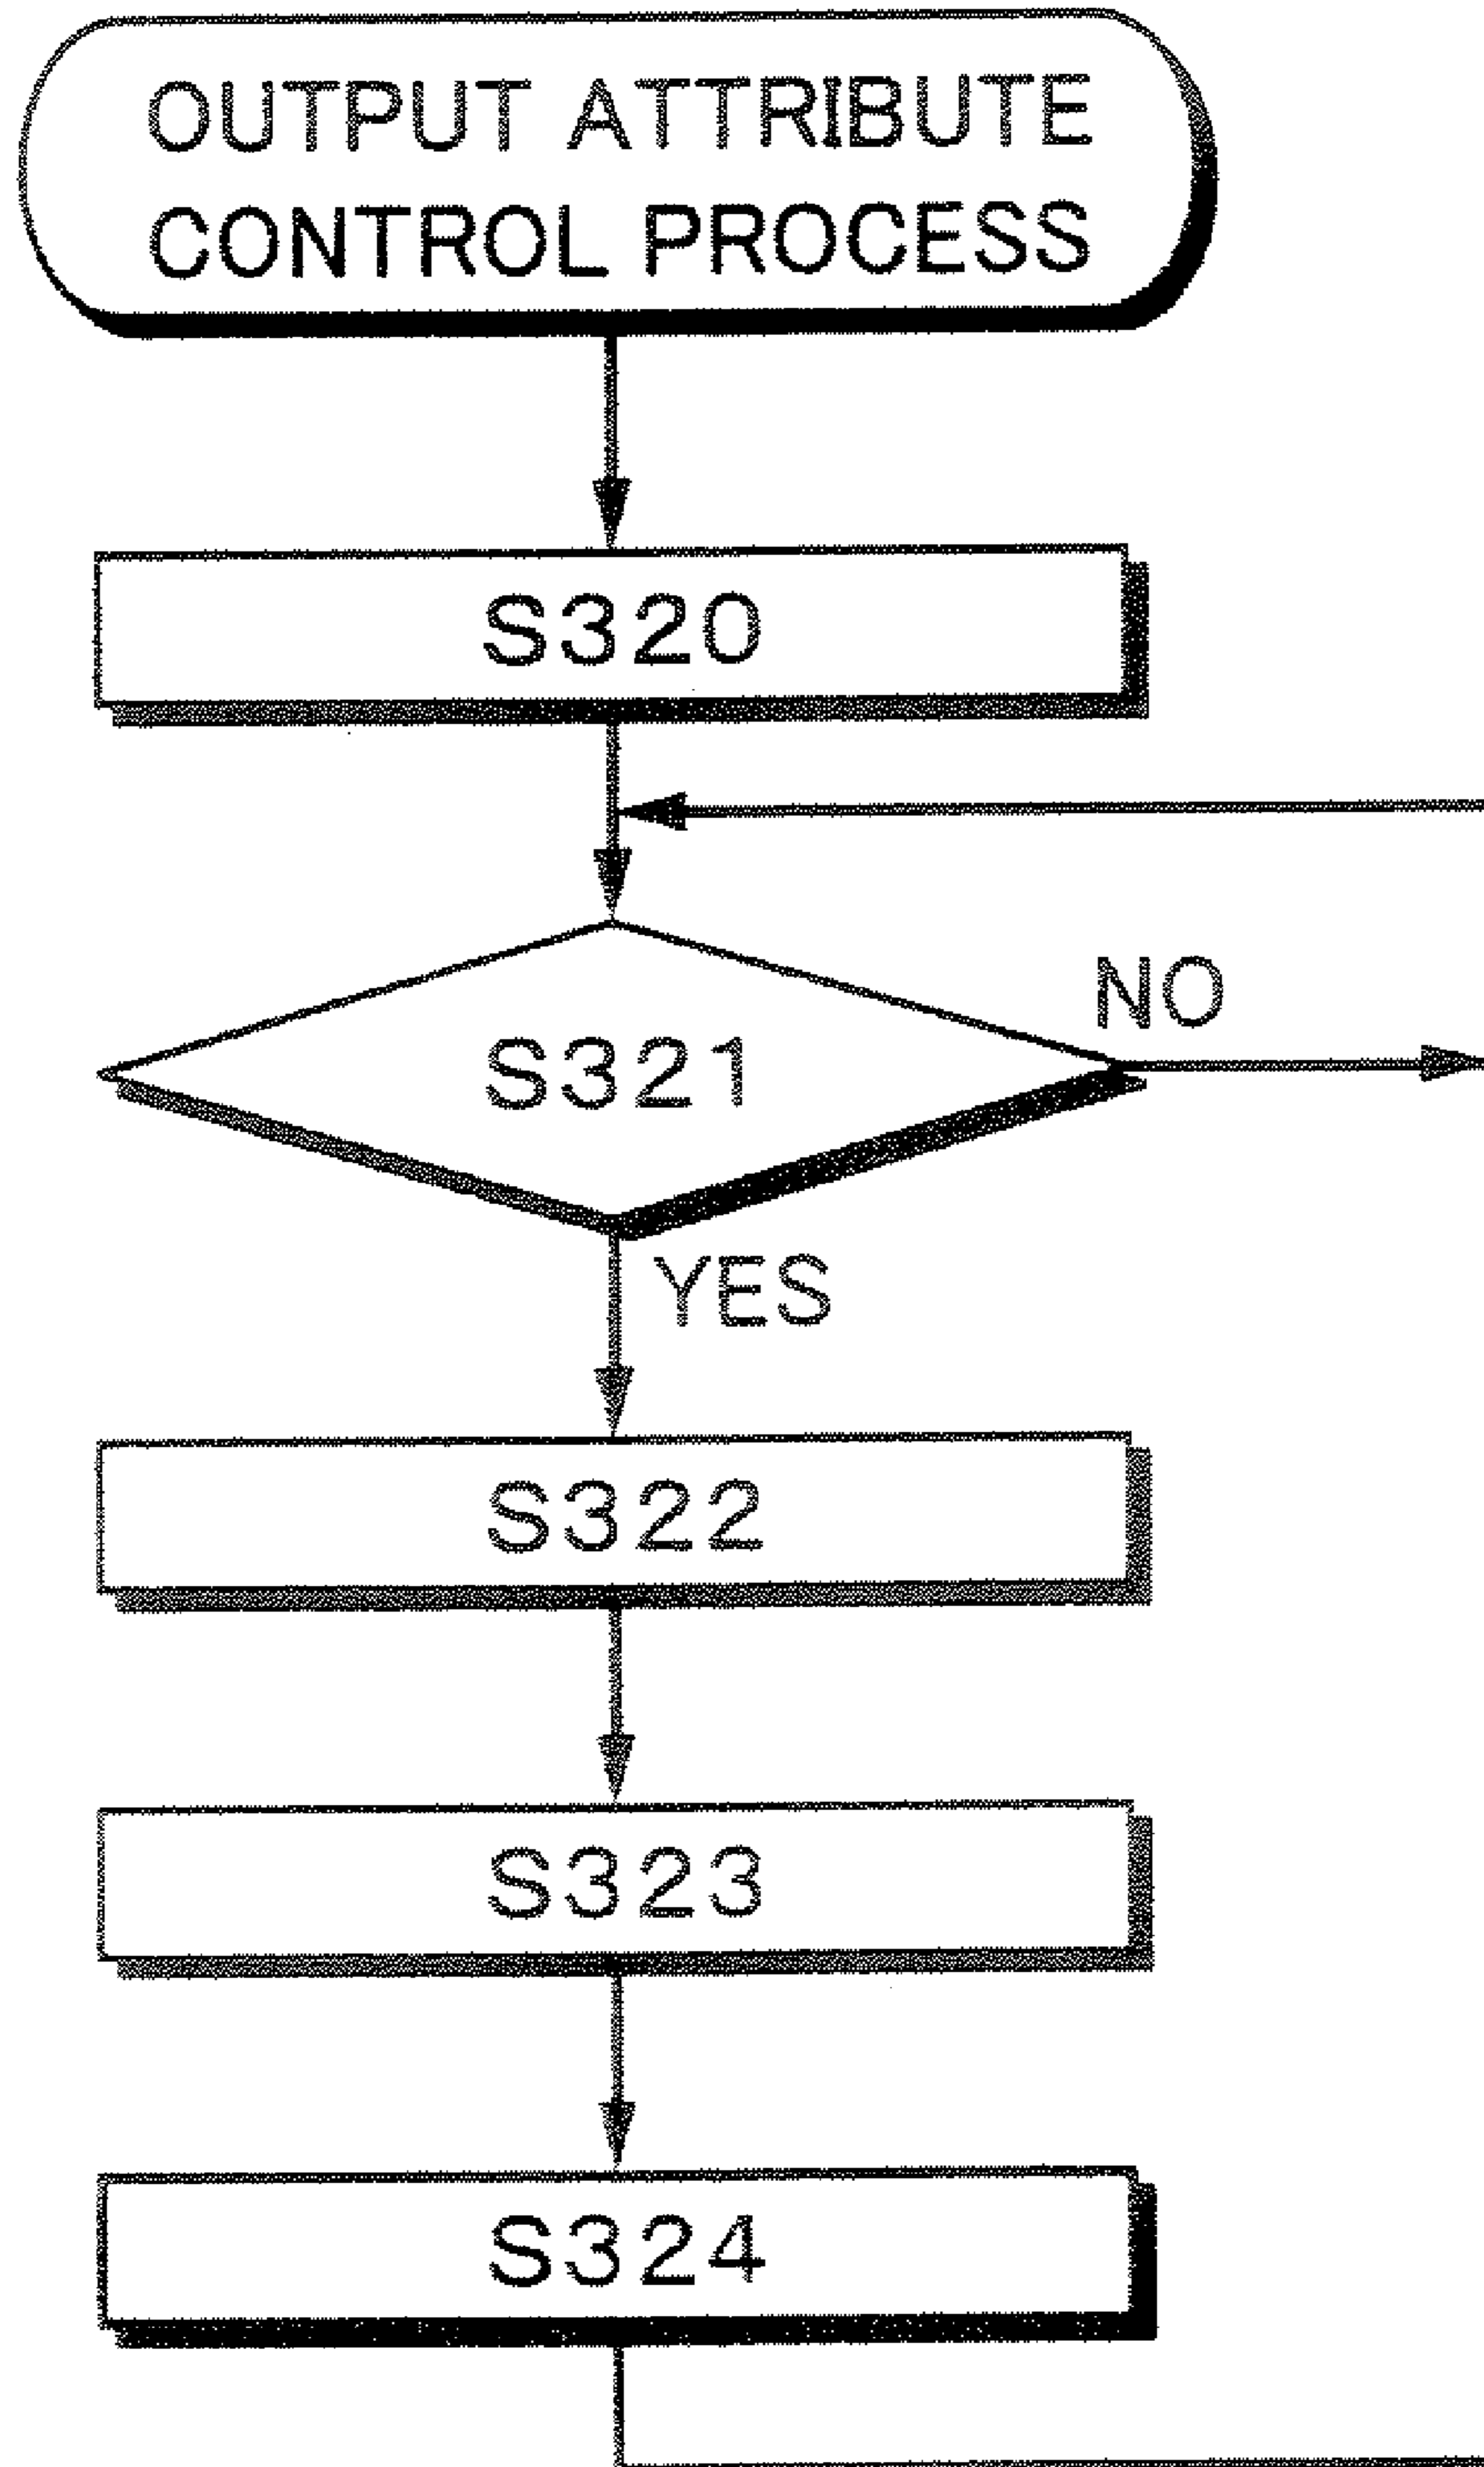 OUTPUT ATTRIBUTE
CONTROL PROCESS
S320
S321
NO
YES
S322
S323
S324